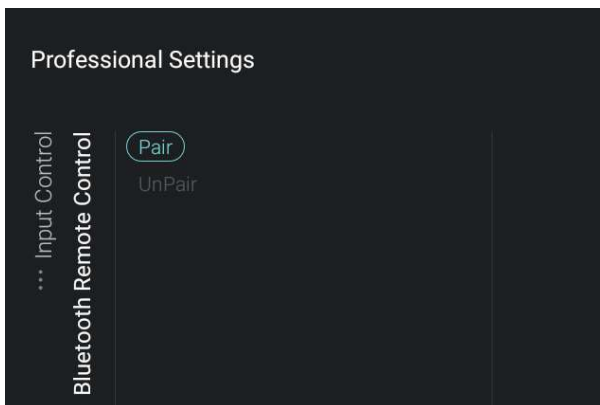 Professional Settings
··· Input Control
Bluetooth Remote Control
Pair
UnPair